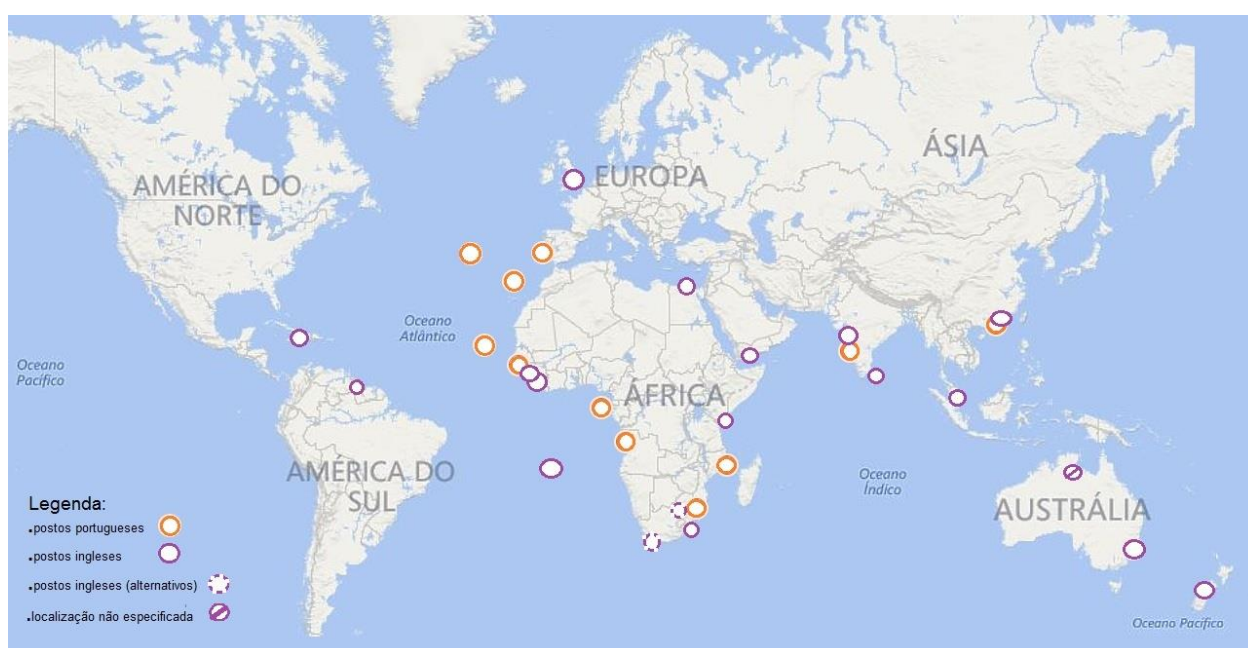 ÁSIA
EUROPA
AMÉRICA DO
NORTE
Oceano
Atlântico
Oceano
Pacífico
ÁFRICA
AMÉRICA DO
SUL
Oceano
Índico
AUSTRÁLIA
Legenda:
.postos portugueses
.postos ingleses
.postos ingleses (alternativos)
.localização não especificada
Oceano Pacífico